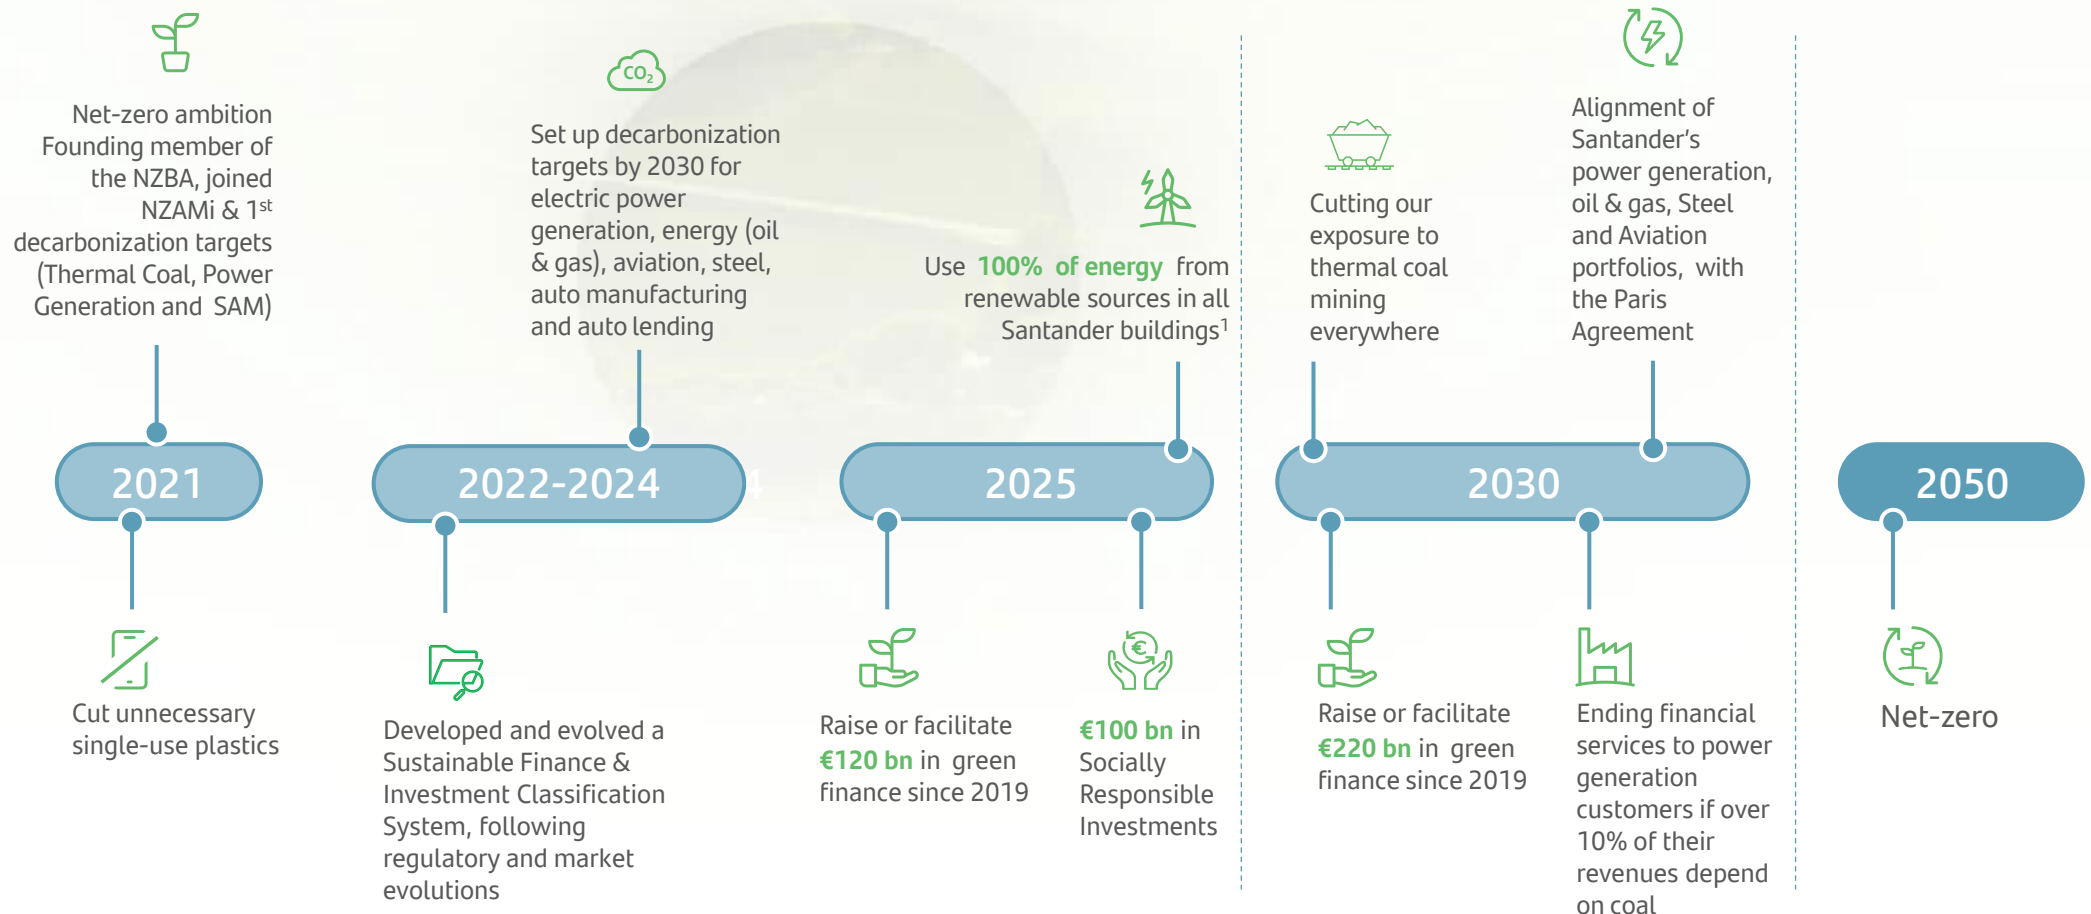 Net-zero ambition
Founding member of
the NZBA, joined
NZAMi & 1st
decarbonization targets
(Thermal Coal, Power
Generation and SAM)
CO2
Set up decarbonization
targets by 2030 for
electric power
generation, energy (oil
& gas), aviation, steel,
auto manufacturing
and auto lending
Use 100% of energy from
renewable sources in all
Santander buildings1
Cutting our
exposure to
thermal coal
mining
everywhere
Alignment of
Santander's
power generation,
oil & gas, Steel
and Aviation
portfolios, with
the Paris
Agreement
2021
2022-2024
4
2025
2030
2050
Cut unnecessary
single-use plastics
Developed and evolved a
Sustainable Finance &
Investment Classification
System, following
regulatory and market
evolutions
Raise or facilitate
€120 bn in green
finance since 2019
€
€100 bn in
Socially
Responsible
Investments
Raise or facilitate
€220 bn in green
finance since 2019
Ending financial
services to power
generation
customers if over
10% of their
revenues depend
on coal
Net-zero